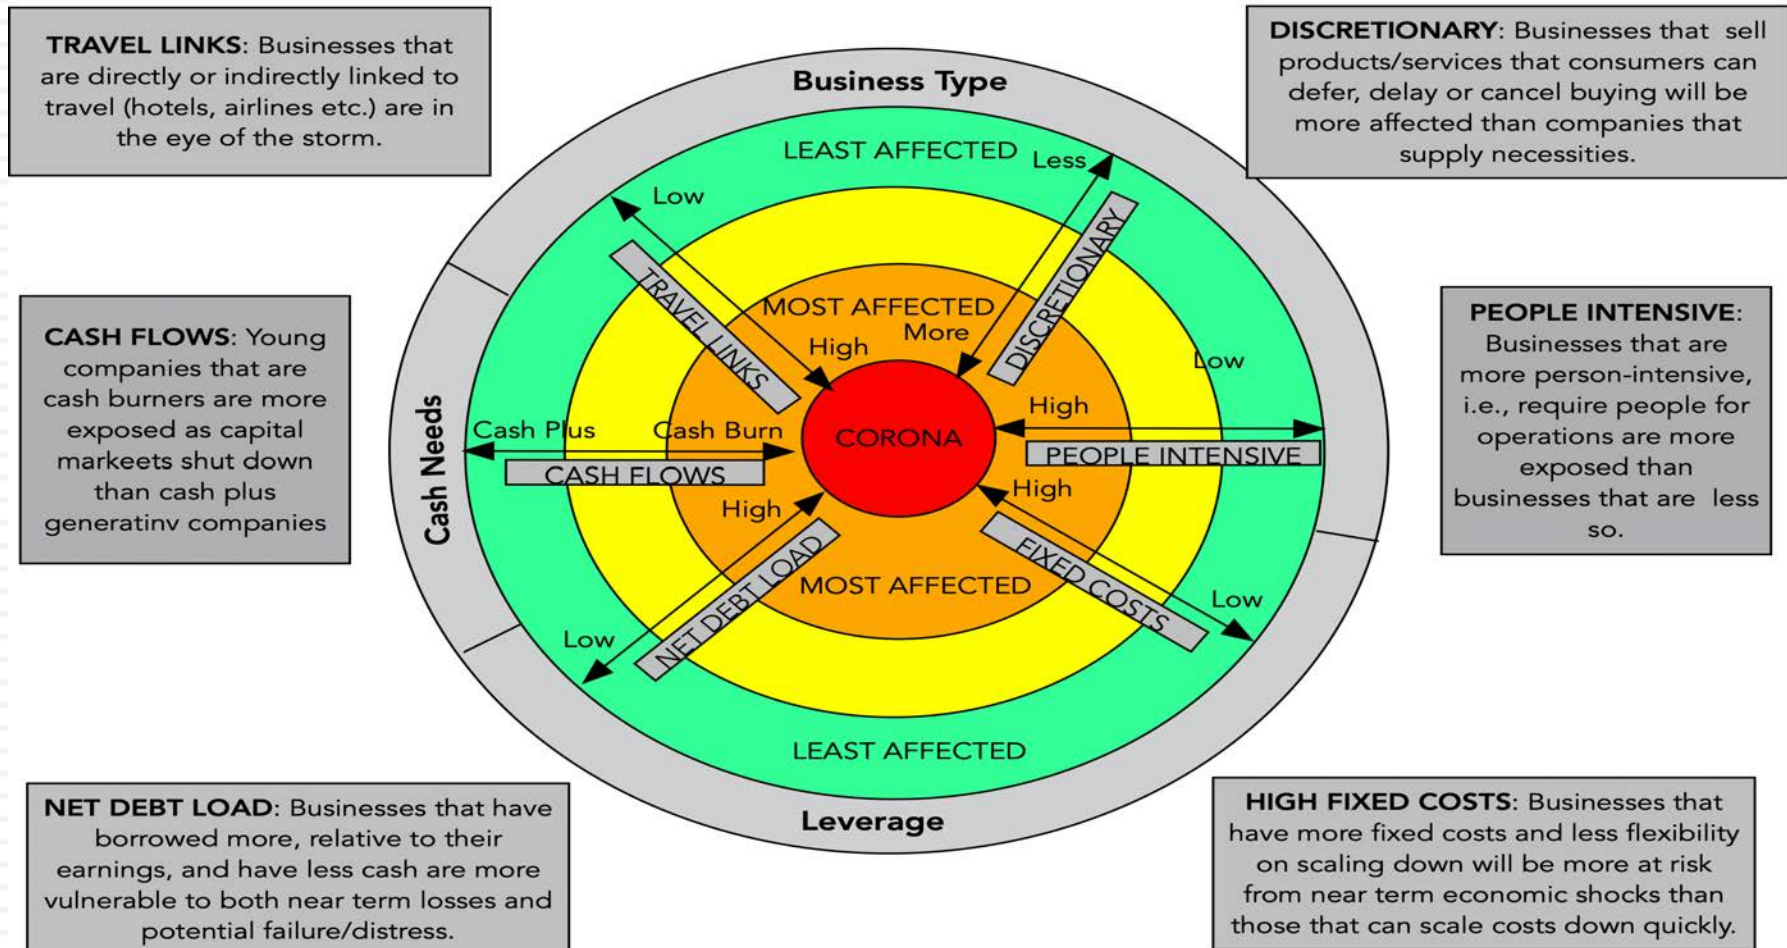 TRAVEL LINKS: Businesses that
are directly or indirectly linked to
travel (hotels, airlines etc.) are in
the eye of the storm.
DISCRETIONARY: Businesses that sell
products/services that consumers can
defer, delay or cancel buying will be
more affected than companies that
supply necessities.
Business Type
LEAST AFFECTED
Less
Low
TRAVEL LINKS
DISCRETIONARY
MOST AFFECTED
More
High
CASH FLOWS: Young
companies that are
cash burners are more
exposed as capital
markeets shut down
than cash plus
generatinv companies
Cash Needs
Cash Plus
Cash Burn
CASH FLOWS
CORONA
Low
High
PEOPLE INTENSIVE
PEOPLE INTENSIVE:
Businesses that are
more person-intensive,
i.e., require people for
operations are more
exposed than
businesses that are less
so.
High
High
NET DEBT LOAD
FIXED COSTS
MOST AFFECTED
Low
Low
LEAST AFFECTED
Leverage
NET DEBT LOAD: Businesses that have
borrowed more, relative to their
earnings, and have less cash are more
vulnerable to both near term losses and
potential failure/distress.
HIGH FIXED COSTS: Businesses that
have more fixed costs and less flexibility
on scaling down will be more at risk
from near term economic shocks than
those that can scale costs down quickly.